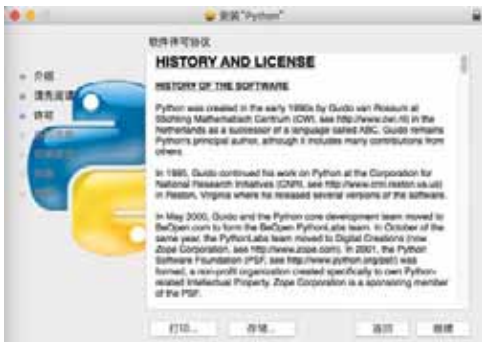 安装"Python"
软件许可协议
介绍
请先阅读
许可
HISTORY AND LICENSE
HISTORY OF THE SOFTWARE
Python was created in the early 1990s by Guido van Rossum at
Stichting Mathematisch Centrum (CWI, see http://www.cwi.nl) in the
Netherlands as a successor of a language called ABC. Guido remains
Python's principal author, although it includes many contributions from
others.
In 1995, Guido continued his work on Python at the Corporation for
National Research Initiatives (CNRI, see http://www.cnri.reston.va.us)
in Reston, Virginia where he released several versions of the software.
In May 2000, Guido and the Python core development team moved to
BeOpen.com to form the BeOpen PythonLabs team. In October of the
same year, the PythonLabs team moved to Digital Creations (now
Zope Corporation, see http://www.zope.com). In 2001, the Python
Software Foundation (PSF, see http://www.python.org/psf/) was
formed, a non-profit organization created specifically to own Python-
related Intellectual Property. Zope Corporation is a sponsoring member
of the PSF.
打印... 存储... 返回 继续